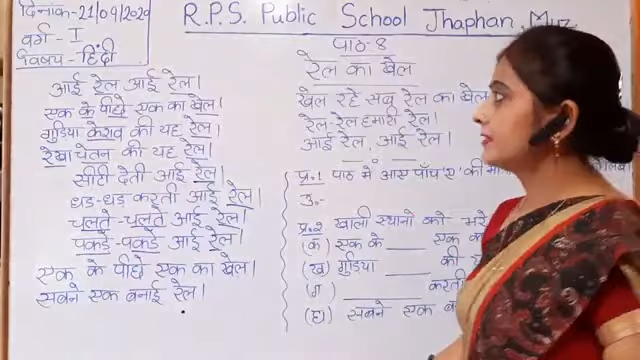 दिनांक-21/09/2020
वर्ग - I
विषय-हिंदी
R.P.S. Public School Jhaphan, Muz.
पाठ-8
रेल का खेल
आई रेल आई रेल।
एक के पीछे एक का खेल।
गुडिया केशव की यह रेल।
रेखा चेतन की यह रेल।
सीटी देती आई रेल।
धड़-धड़ करती आई रेल।
चलते-चलते आई रेल।
पकड़े-पकड़े आई रेल।
एक के पीछे एक का खेल।
सबने एक बनाई रेल।
खेल रहे सब रेल का खेल
रेल-रेल हमारी रेल।
आई रेल, आई रेल।
प्र॰1 पाठ में आए पाँच 'ए' की
उ॰-
प्र॰2 खाली स्थानों को भरें
(क) एक के ____ एक
(ख) गुडिया ____ की
(ग) ____ करती
(घ) सबने एक